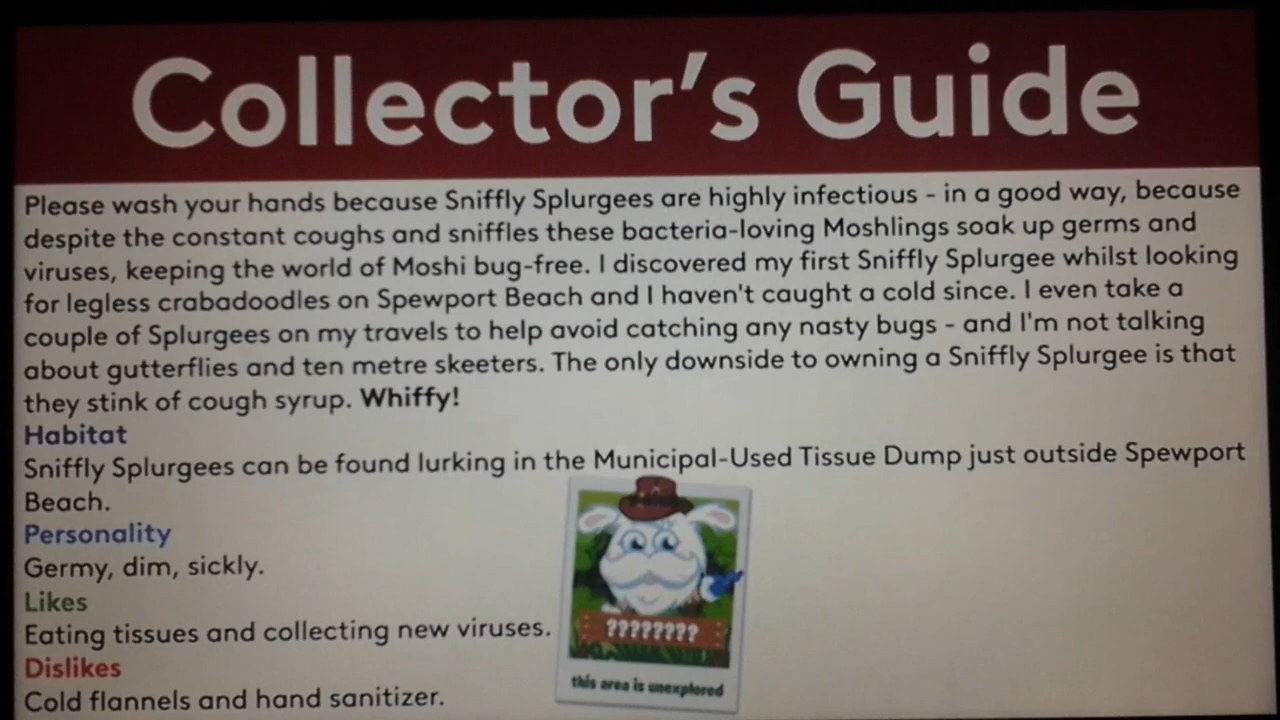 Collector's Guide
Please wash your hands because Sniffly Splurgees are highly infectious - in a good way, because
despite the constant coughs and sniffles these bacteria-loving Moshlings soak up germs and
viruses, keeping the world of Moshi bug-free. I discovered my first Sniffly Splurgee whilst looking
for legless crabadoodles on Spewport Beach and I haven't caught a cold since. I even take a
couple of Splurgees on my travels to help avoid catching any nasty bugs - and I'm not talking
about gutterflies and ten metre skeeters. The only downside to owning a Sniffly Splurgee is that
they stink of cough syrup. Whiffy!
Habitat
Sniffly Splurgees can be found lurking in the Municipal-Used Tissue Dump just outside Spewport
Beach.
Personality
Germy, dim, sickly.
Likes
Eating tissues and collecting new viruses.
Dislikes
Cold flannels and hand sanitizer.
????????
this area is unexplored